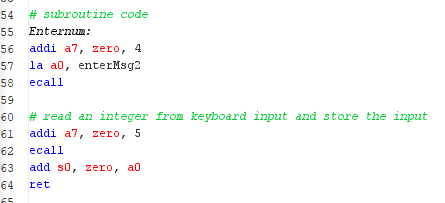 54 # subroutine code
55 Enternum:
56 addi a7, zero, 4
57 la a0, enterMsg2
58 ecall
59
60 # read an integer from keyboard input and store the input
61 addi a7, zero, 5
62 ecall
63 add s0, zero, a0
64 ret
65